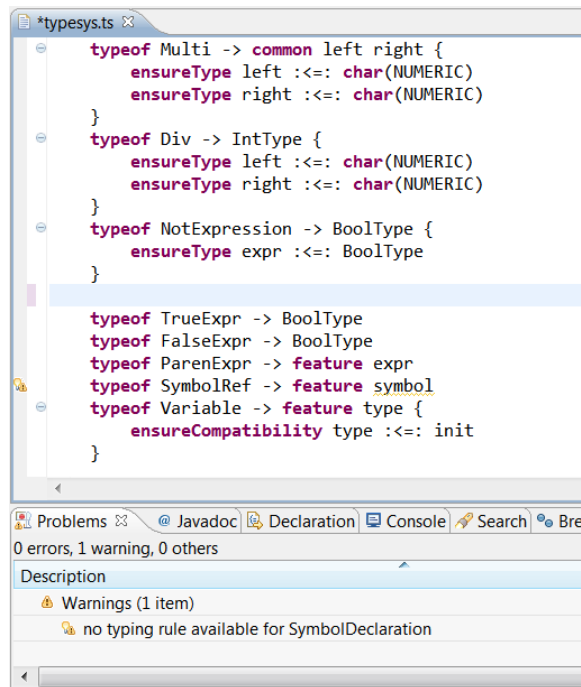 *typesys.ts
typeof Multi -> common left right {
ensureType left :<=: char(NUMERIC)
ensureType right :<=: char(NUMERIC)
}
typeof Div -> IntType {
ensureType left :<=: char(NUMERIC)
ensureType right :<=: char(NUMERIC)
}
typeof NotExpression -> BoolType {
ensureType expr :<=: BoolType
}
typeof TrueExpr -> BoolType
typeof FalseExpr -> BoolType
typeof ParenExpr -> feature expr
typeof SymbolRef -> feature symbol
typeof Variable -> feature type {
ensureCompatibility type :<=: init
}
Problems @ Javadoc Declaration Console Search Bre
0 errors, 1 warning, 0 others
Description
Warnings (1 item)
no typing rule available for SymbolDeclaration